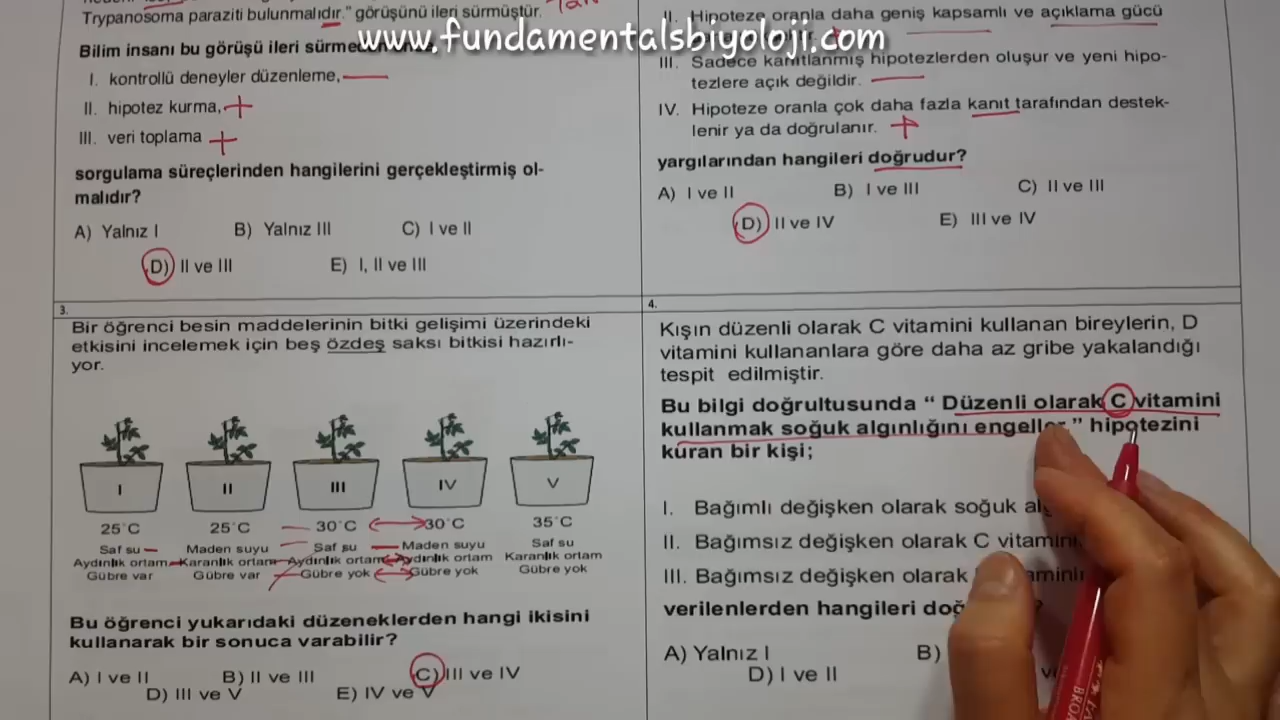 Trypanosoma paraziti bulunmalıdır." görüşünü ileri sürmüştür.
www.fundamentalsbiyoloji.com
Bilim insanı bu görüşü ileri
I. kontrollü deneyler düzenleme,
II. hipotez kurma,
III. veri toplama
sorgulama süreçlerinden hangilerini gerçekleştirmiş ol-
malıdır?
A) Yalnız I B) Yalnız III C) I ve II
D) II ve III E) I, II ve III
II. Hipoteze oranla daha geniş kapsamlı ve açıklama gücü
III. Sadece kanıtlanmış hipotezlerden oluşur ve yeni hipo-
tezlere açık değildir.
IV. Hipoteze oranla çok daha fazla kanıt tarafından destek-
lenir ya da doğrulanır.
yargılarından hangileri doğrudur?
A) I ve II B) I ve III C) II ve III
D) II ve IV E) III ve IV
3.
Bir öğrenci besin maddelerinin bitki gelişimi üzerindeki
etkisini incelemek için beş özdeş saksı bitkisi hazırlı-
yor.
I II III IV V
25°C 25°C 30°C 30°C 35°C
Saf su Maden suyu Saf su Maden suyu Saf su
Aydınlık ortam Karanlık ortam Aydınlık ortam Aydınlık ortam Karanlık ortam
Gübre var Gübre var Gübre yok Gübre yok Gübre yok
Bu öğrenci yukarıdaki düzeneklerden hangi ikisini
kullanarak bir sonuca varabilir?
A) I ve II B) II ve III C) III ve IV
D) III ve V E) IV ve V
4.
Kışın düzenli olarak C vitamini kullanan bireylerin, D
vitamini kullananlara göre daha az gribe yakalandığı
tespit edilmiştir.
Bu bilgi doğrultusunda “ Düzenli olarak C vitamini
kullanmak soğuk algınlığını engeller ” hipotezini
kuran bir kişi;
I. Bağımlı değişken olarak soğuk
II. Bağımsız değişken olarak C vitamini,
III. Bağımsız değişken olarak
verilenlerden hangileri
A) Yalnız I B)
D) I ve II